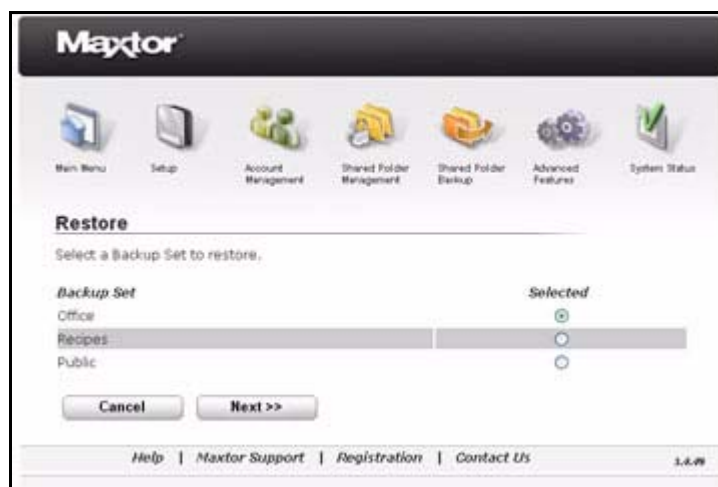 Maxtor
Main Menu
Setup
Account Management
Shared Folder Management
Shared Folder Backup
Advanced Features
System Status
Restore
Select a Backup Set to restore.
Backup Set Selected
Office
Recipes
Public
Cancel Next >>
Help | Maxtor Support | Registration | Contact Us